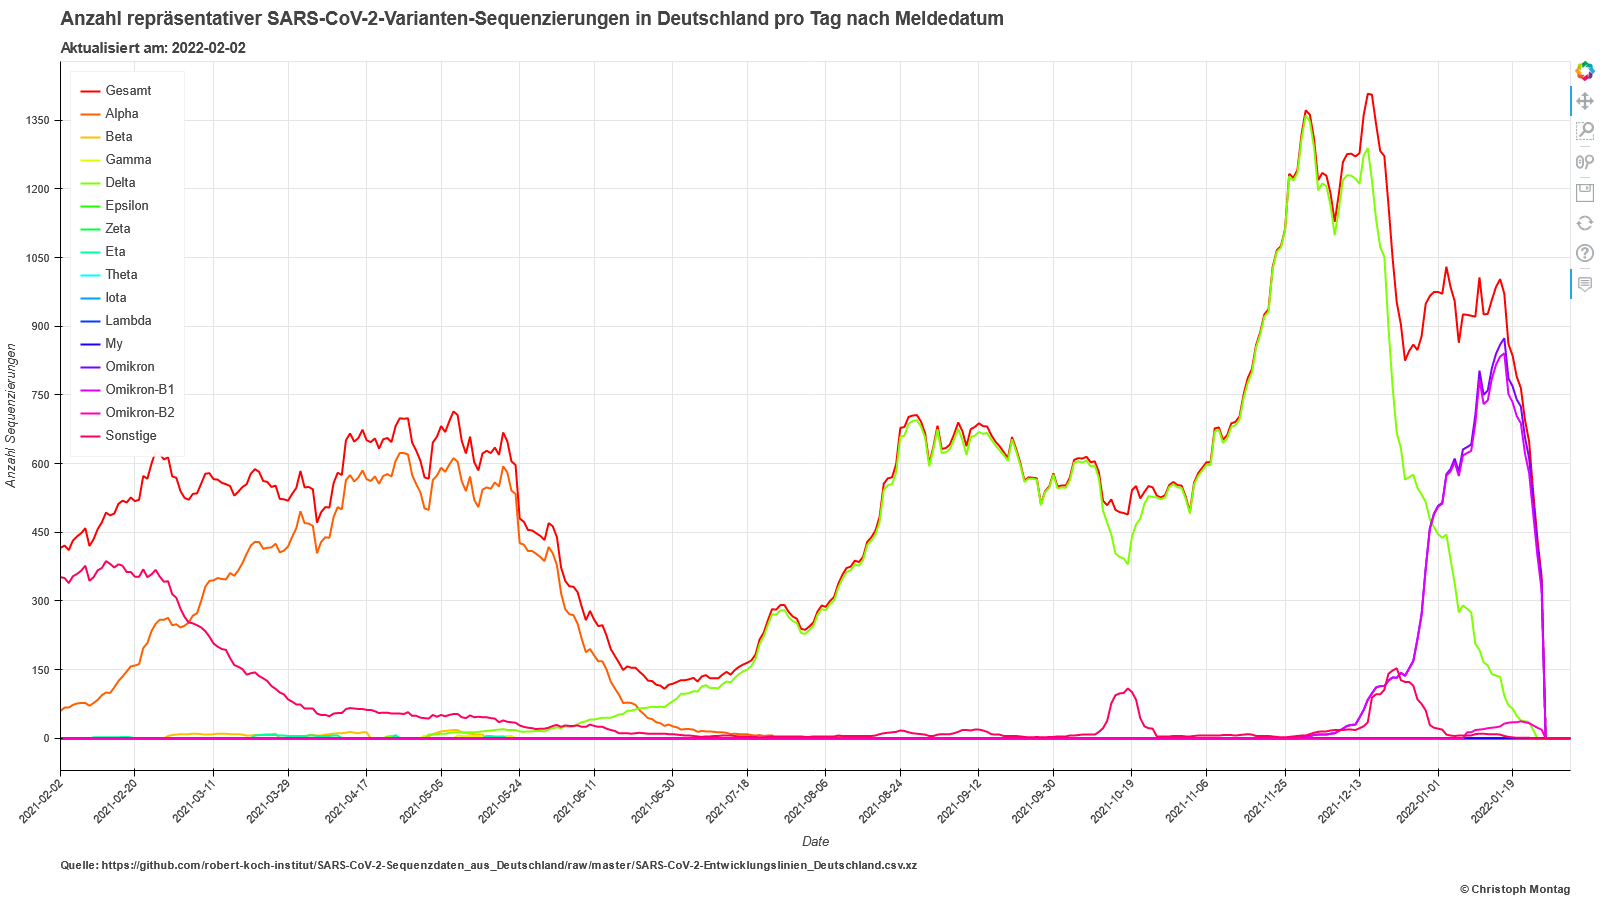 Anzahl repräsentativer SARS-CoV-2-Varianten-Sequenzierungen in Deutschland pro Tag nach Meldedatum
Aktualisiert am: 2022-02-02
Gesamt
Alpha
Beta
Gamma
Delta
Epsilon
Zeta
Eta
Theta
Iota
Lambda
My
Omikron
Omikron-B1
Omikron-B2
Sonstige
Anzahl Sequenzierungen
1350
1200
1050
900
750
600
450
300
150
0
2021-02-02
2021-02-20
2021-03-11
2021-03-29
2021-04-17
2021-05-05
2021-05-24
2021-06-11
2021-06-30
2021-07-18
2021-08-06
2021-08-24
2021-09-12
2021-09-30
2021-10-19
2021-11-06
2021-11-25
2021-12-13
2022-01-01
2022-01-19
Date
Quelle: https://github.com/robert-koch-institut/SARS-CoV-2-Sequenzdaten_aus_Deutschland/raw/master/SARS-CoV-2-Entwicklungslinien_Deutschland.csv.xz
© Christoph Montag